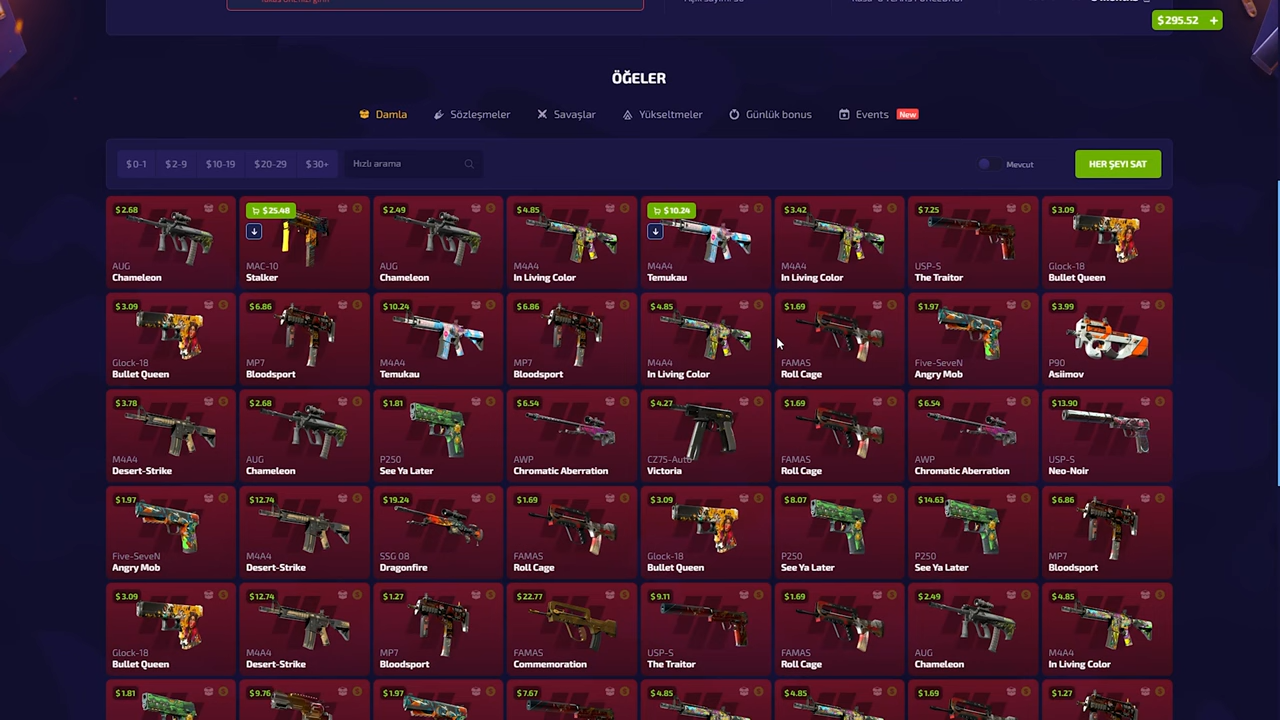 $295.52 +
ÖĞELER
Damla Sözleşmeler Savaşlar Yükseltmeler Günlük bonus Events New
$0-1 $2-9 $10-19 $20-29 $30+ Hızlı arama Mevcut HER ŞEYİ SAT
$2.68 $25.48 $2.49 $4.85 $10.24 $3.42 $7.25 $3.09
AUG MAC-10 AUG M4A4 M4A4 M4A4 USP-S Glock-18
Chameleon Stalker Chameleon In Living Color Temukau In Living Color The Traitor Bullet Queen
$3.09 $6.86 $10.24 $6.86 $4.85 $1.69 $1.97 $3.99
Glock-18 MP7 M4A4 MP7 M4A4 FAMAS Five-SeveN P90
Bullet Queen Bloodsport Temukau Bloodsport In Living Color Roll Cage Angry Mob Asiimov
$3.78 $2.68 $1.81 $6.54 $4.27 $1.69 $6.54 $13.90
M4A4 AUG P250 AWP CZ75-Auto FAMAS AWP USP-S
Desert-Strike Chameleon See Ya Later Chromatic Aberration Victoria Roll Cage Chromatic Aberration Neo-Noir
$1.97 $12.74 $19.24 $1.69 $3.09 $8.07 $14.63 $6.86
Five-SeveN M4A4 SSG 08 FAMAS Glock-18 P250 P250 MP7
Angry Mob Desert-Strike Dragonfire Roll Cage Bullet Queen See Ya Later See Ya Later Bloodsport
$3.09 $12.74 $1.27 $22.77 $9.11 $1.69 $2.49 $4.85
Glock-18 M4A4 MP7 FAMAS USP-S FAMAS AUG M4A4
Bullet Queen Desert-Strike Bloodsport Commemoration The Traitor Roll Cage Chameleon In Living Color
$1.81 $9.76 $1.97 $7.67 $4.85 $4.85 $1.69 $1.27